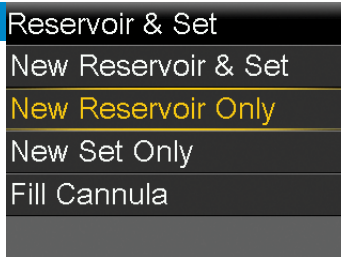 Reservoir & Set
New Reservoir & Set
New Reservoir Only
New Set Only
Fill Cannula